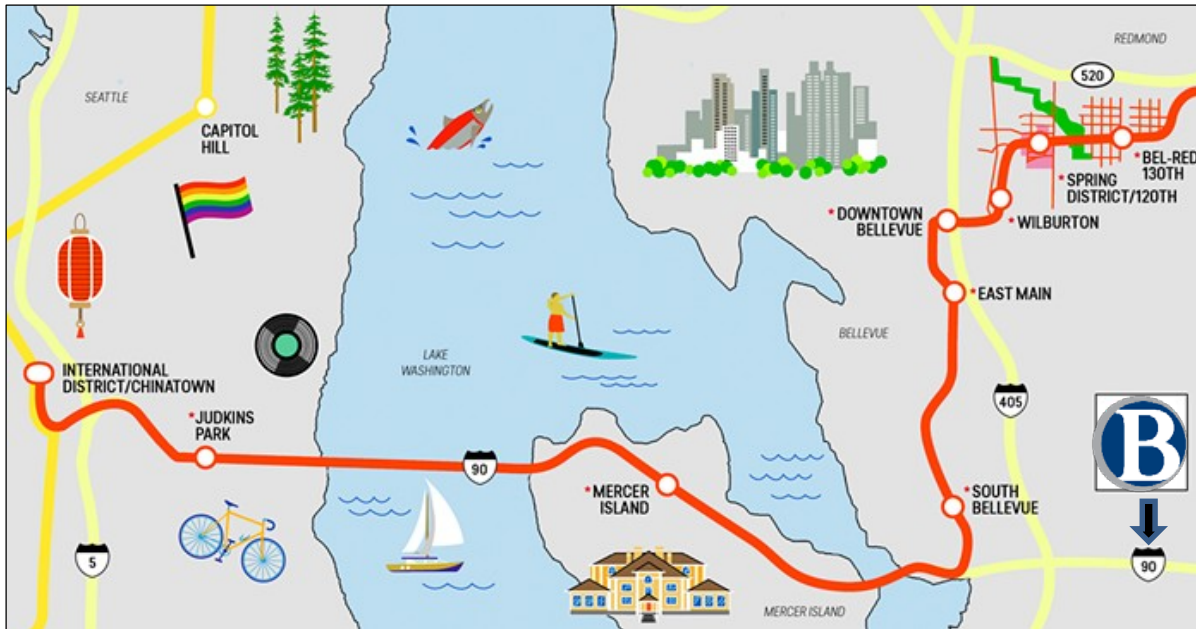 REDMOND
SEATTLE
520
CAPITOL
HILL
*BEL-RED
130TH
*SPRING
DISTRICT/120TH
*DOWNTOWN
BELLEVUE
*WILBURTON
*EAST MAIN
BELLEVUE
LAKE
WASHINGTON
INTERNATIONAL
DISTRICT/CHINATOWN
405
*JUDKINS
PARK
B
90
*MERCER
ISLAND
*SOUTH
BELLEVUE
5
90
MERCER ISLAND